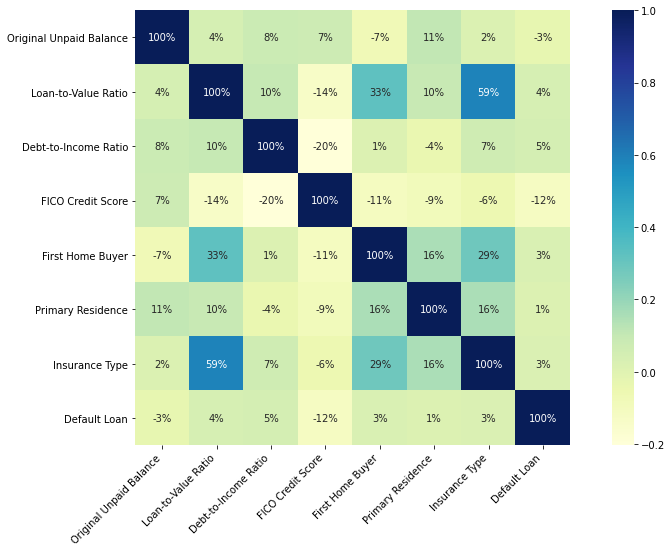 Original Unpaid Balance 100% 4% 8% 7% -7% 11% 2% -3%
Loan-to-Value Ratio 4% 100% 10% -14% 33% 10% 59% 4%
Debt-to-Income Ratio 8% 10% 100% -20% 1% -4% 7% 5%
FICO Credit Score 7% -14% -20% 100% -11% -9% -6% -12%
First Home Buyer -7% 33% 1% -11% 100% 16% 29% 3%
Primary Residence 11% 10% -4% -9% 16% 100% 16% 1%
Insurance Type 2% 59% 7% -6% 29% 16% 100% 3%
Default Loan -3% 4% 5% -12% 3% 1% 3% 100%
Original Unpaid Balance
Loan-to-Value Ratio
Debt-to-Income Ratio
FICO Credit Score
First Home Buyer
Primary Residence
Insurance Type
Default Loan
1.0
0.8
0.6
0.4
0.2
0.0
−0.2